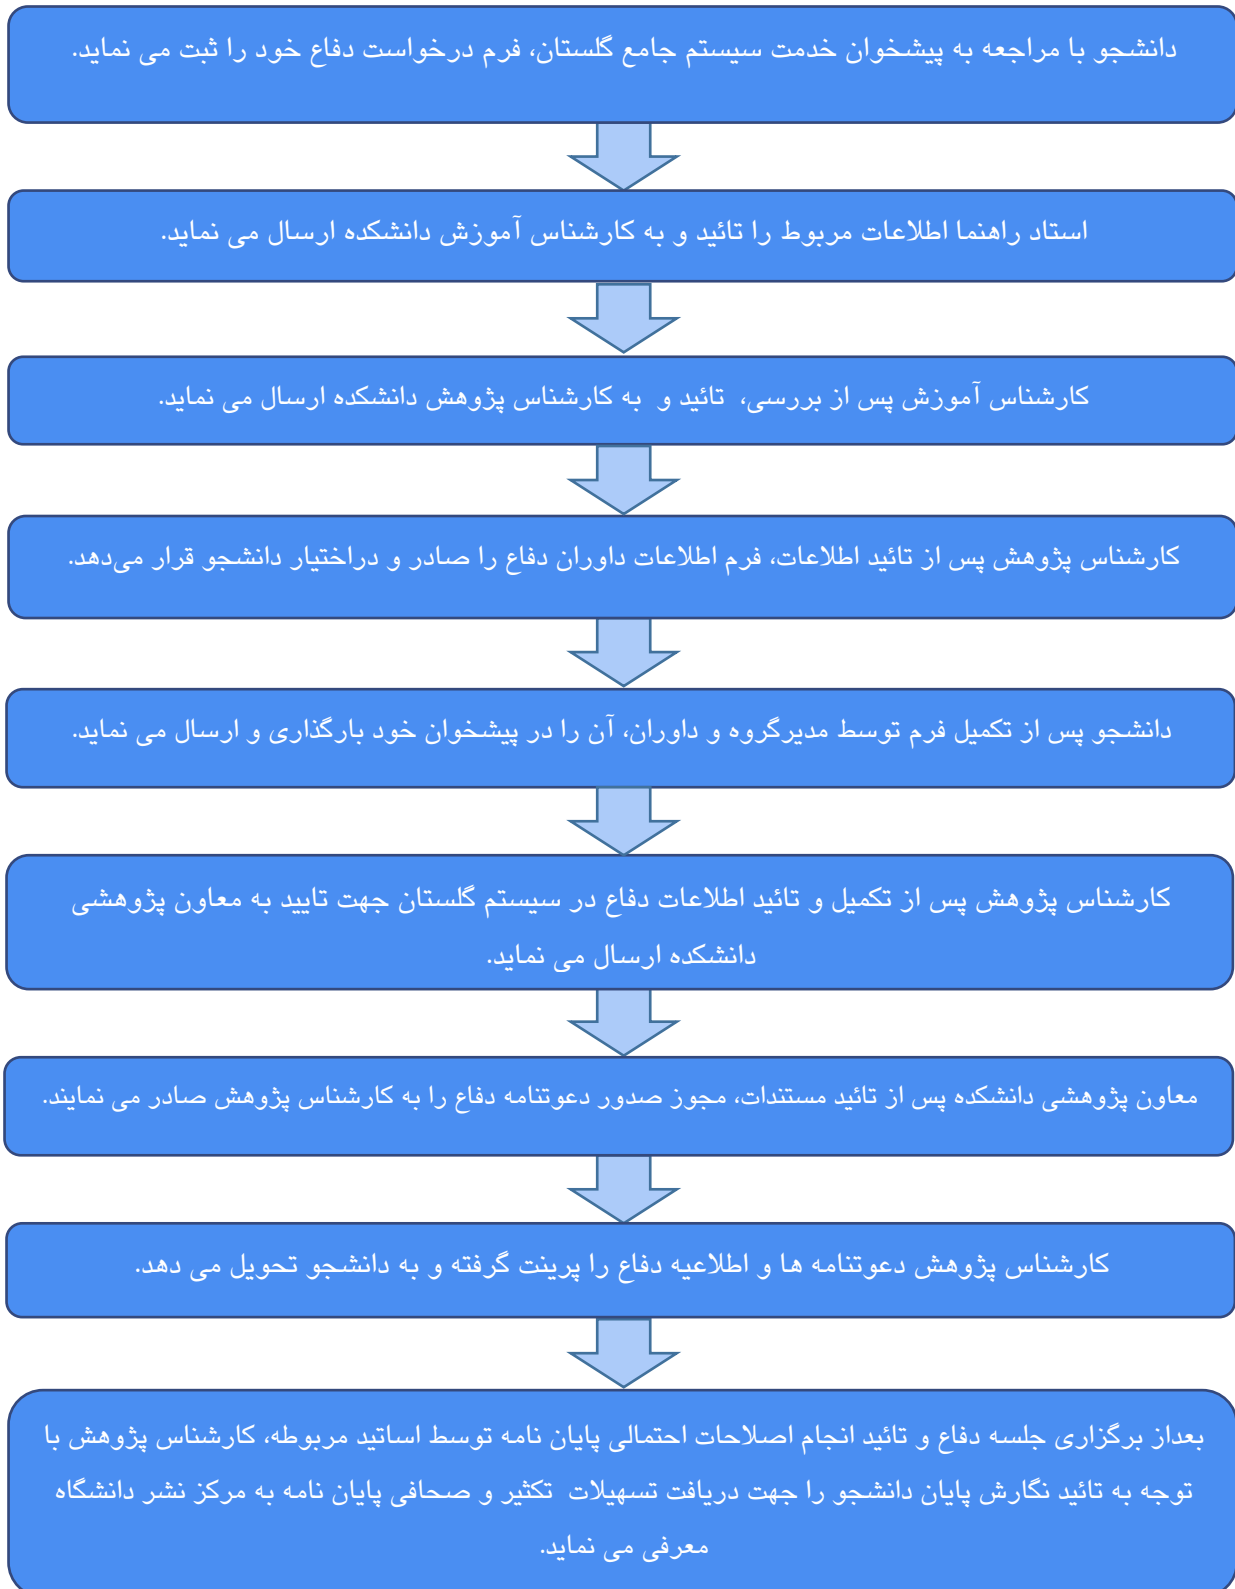 دانشجو با مراجعه به پیشخوان خدمت سیستم جامع گلستان، فرم درخواست دفاع خود را ثبت می نماید.
استاد راهنما اطلاعات مربوط را تائید و به کارشناس آموزش دانشکده ارسال می نماید.
کارشناس آموزش پس از بررسی، تائید و به کارشناس پژوهش دانشکده ارسال می نماید.
کارشناس پژوهش پس از تائید اطلاعات، فرم اطلاعات داوران دفاع را صادر و دراختیار دانشجو قرار می‌دهد.
دانشجو پس از تکمیل فرم توسط مدیرگروه و داوران، آن را در پیشخوان خود بارگذاری و ارسال می نماید.
کارشناس پژوهش پس از تکمیل و تائید اطلاعات دفاع در سیستم گلستان جهت تایید به معاون پژوهشی
دانشکده ارسال می نماید.
معاون پژوهشی دانشکده پس از تائید مستندات، مجوز صدور دعوتنامه دفاع را به کارشناس پژوهش صادر می نمایند.
کارشناس پژوهش دعوتنامه ها و اطلاعیه دفاع را پرینت گرفته و به دانشجو تحویل می دهد.
بعداز برگزاری جلسه دفاع و تائید انجام اصلاحات احتمالی پایان نامه توسط اساتید مربوطه، کارشناس پژوهش با
توجه به تائید نگارش پایان دانشجو را جهت دریافت تسهیلات تکثیر و صحافی پایان نامه به مرکز نشر دانشگاه
معرفی می نماید.